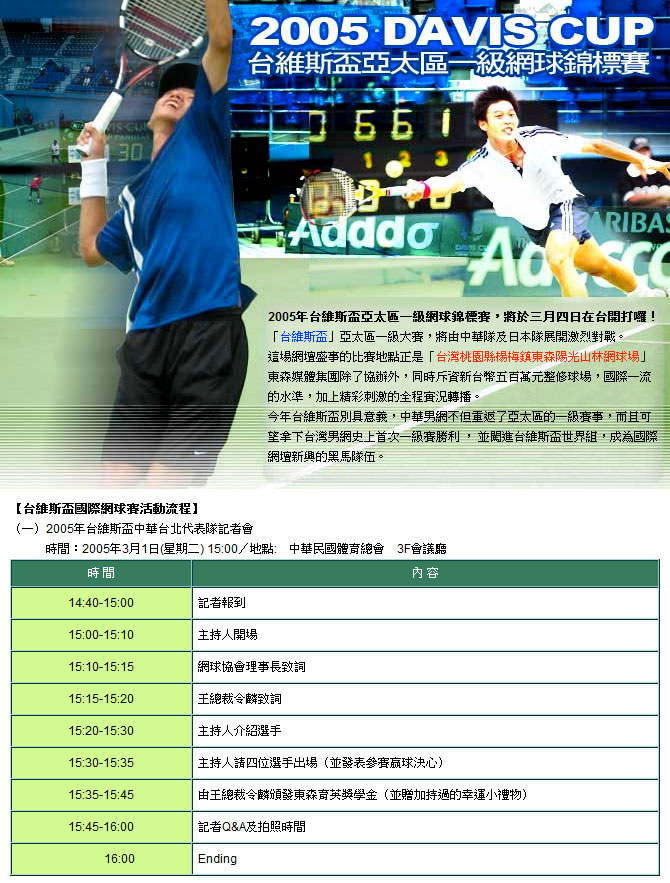 2005 DAVIS CUP
台維斯盃亞太區一級網球錦標賽
30
0661
Adaddo
DAVIS CUP
PARIBAS
Adecco
2005年台維斯盃亞太區一級網球錦標賽，將於三月四日在台開打囉！
「台維斯盃」亞太區一級大賽，將由中華隊及日本隊展開激烈對戰。
這場網壇盛事的比賽地點正是「台灣桃園縣楊梅鎮東森陽光山林網球場」
東森媒體集團除了協辦外，同時斥資新台幣五百萬元整修球場，國際一流
的水準，加上精彩刺激的全程實況轉播。
今年台維斯盃別具意義，中華男網不但重返了亞太區的一級賽事，而且可
望拿下台灣男網史上首次一級賽勝利 ， 並闖進台維斯盃世界組，成為國際
網壇新興的黑馬隊伍。
【台維斯盃國際網球賽活動流程】
（一）2005年台維斯盃中華台北代表隊記者會
時間：2005年3月1日(星期二) 15:00／地點: 中華民國體育總會 3F會議廳
時間 內容
14:40-15:00 記者報到
15:00-15:10 主持人開場
15:10-15:15 網球協會理事長致詞
15:15-15:20 王總裁令麟致詞
15:20-15:30 主持人介紹選手
15:30-15:35 主持人請四位選手出場（並發表參賽贏球決心）
15:35-15:45 由王總裁令麟頒發東森育英獎學金（並贈加持過的幸運小禮物）
15:45-16:00 記者Q&A及拍照時間
16:00 Ending